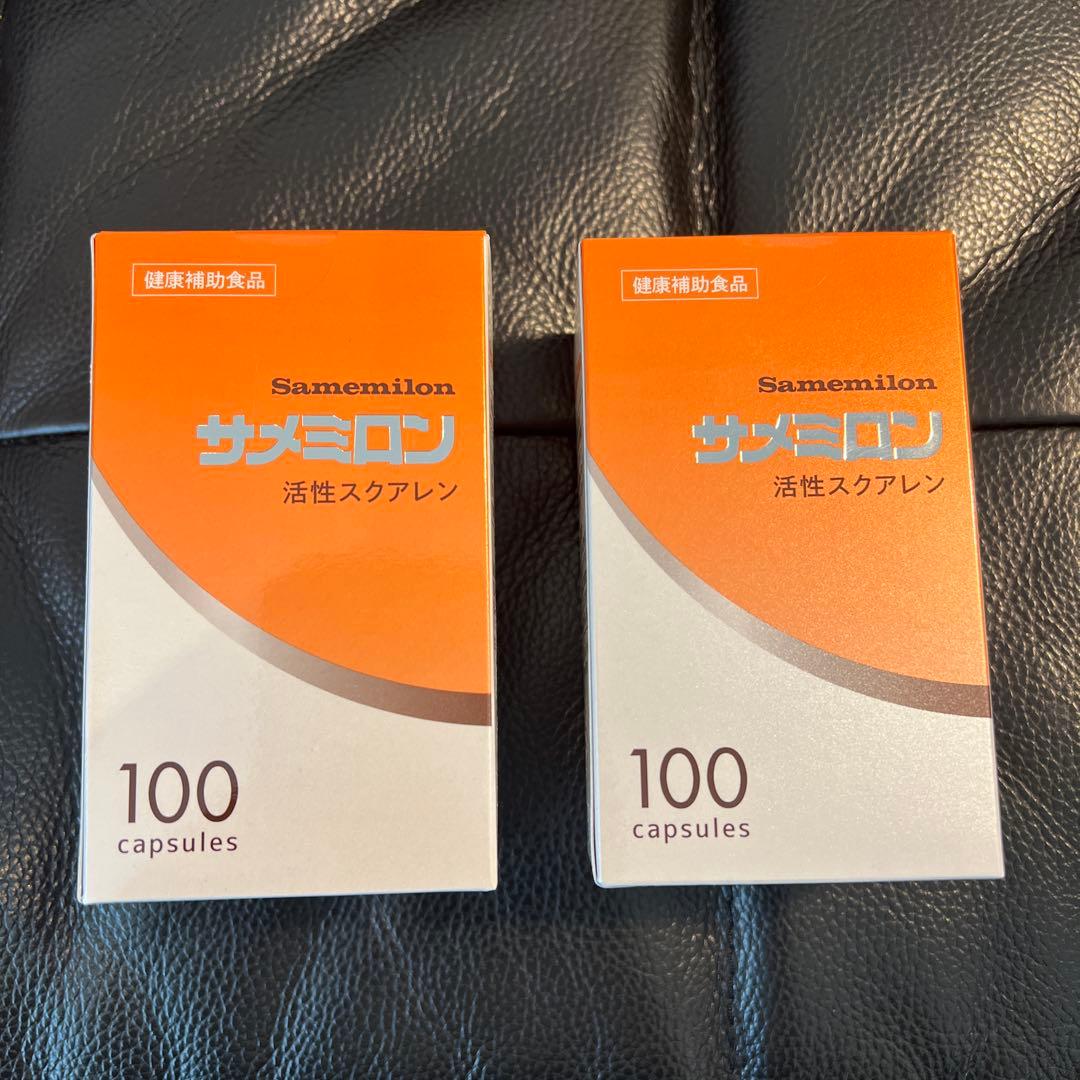 健康補助食品
Samemilon
サメミロン
活性スクアレン
100
capsules
健康補助食品
Samemilon
サメミロン
活性スクアレン
100
capsules